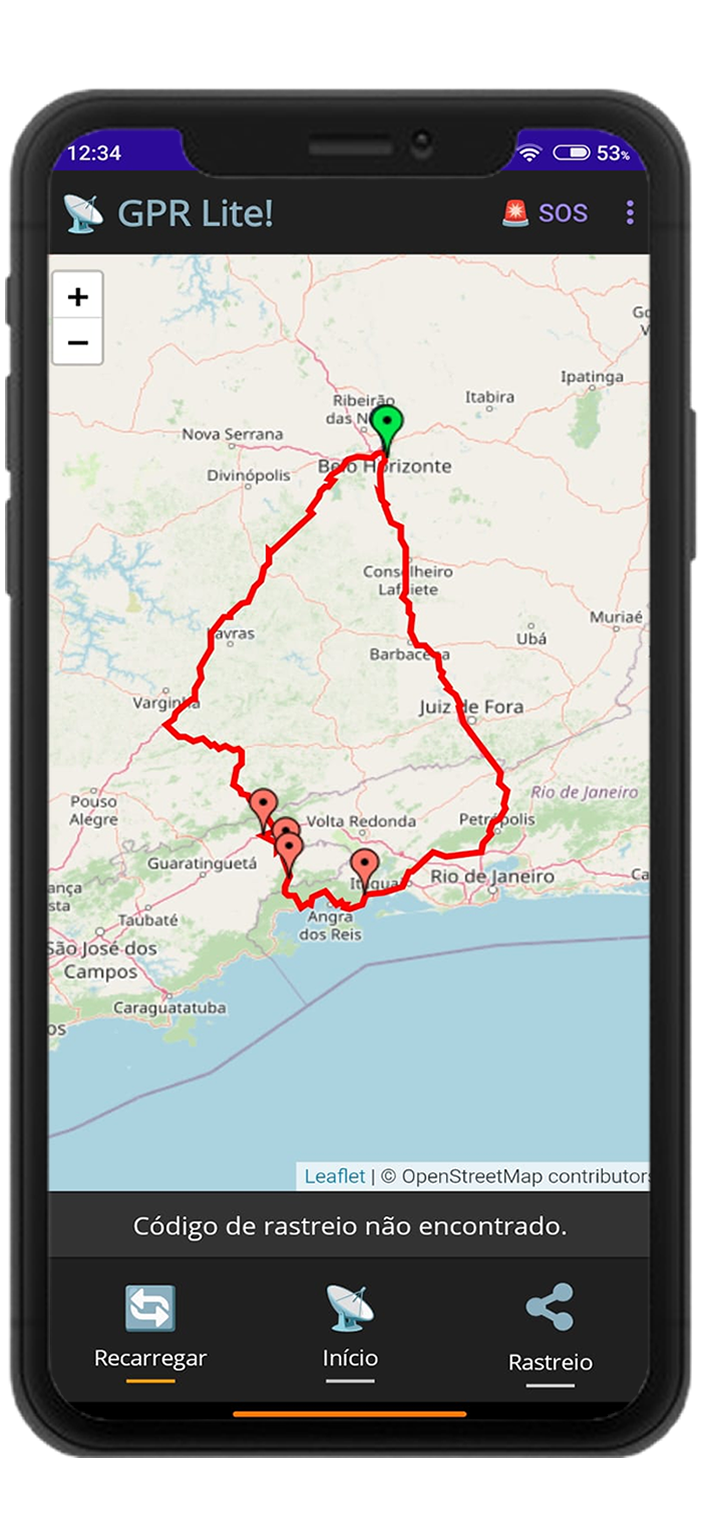 12:34
53%
GPR Lite!
SOS
+
−
Ipatinga
Ribeirão
das N
Itabira
Nova Serrana
Belo Horizonte
Divinópolis
Conselheiro
Lafaiete
Muriaé
Ubá
avras
Barbacena
Varginha
Juiz de Fora
Rio de Janeiro
Pouso
Alegre
Volta Redonda
Petrópolis
Guaratinguetá
Rio de Janeiro
Itaguaí
Ca
ança
sta
Taubaté
Angra
dos Reis
São José dos
Campos
Caraguatatuba
os
Leaflet | © OpenStreetMap contributors
Código de rastreio não encontrado.
Recarregar
Início
Rastreio